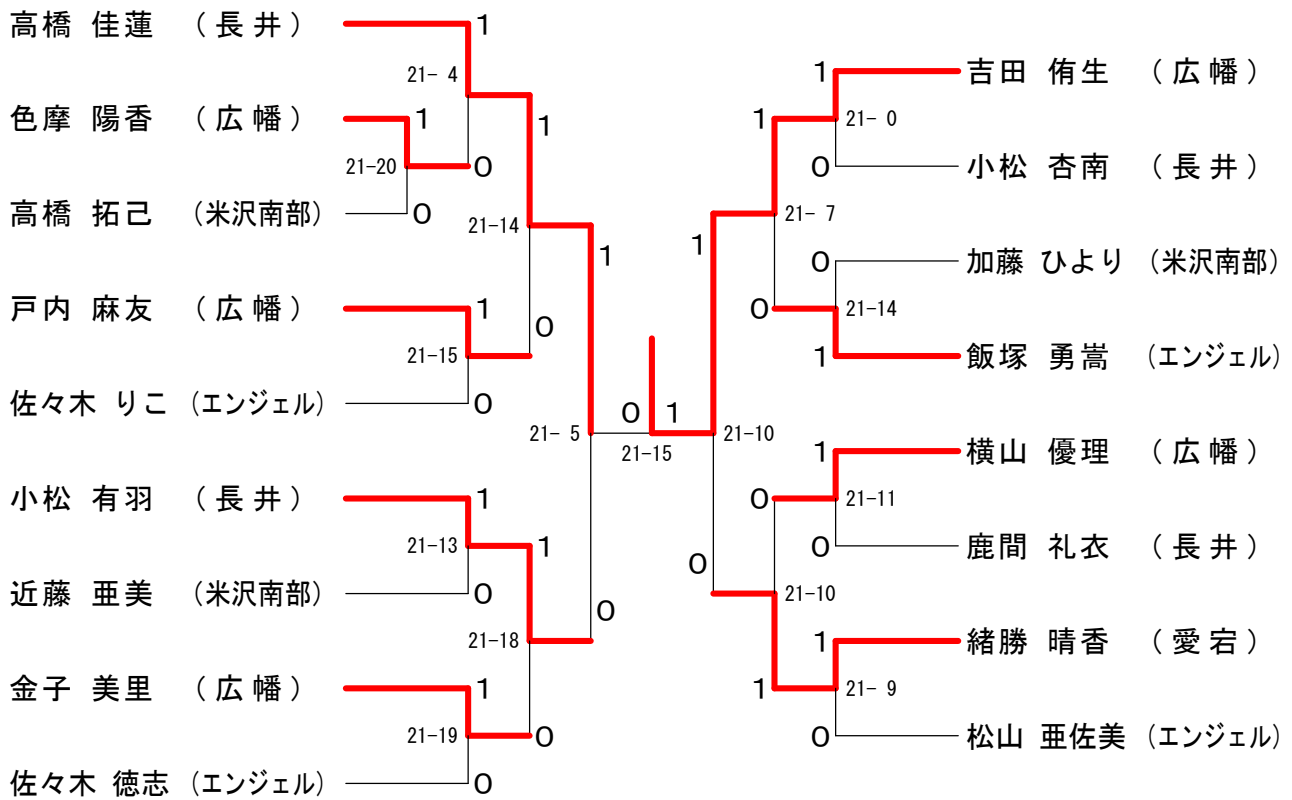 高橋 佳蓮 (長井)
1
21- 4
色摩 陽香 (広幡)
1
21-20
0
高橋 拓己 (米沢南部)
0
1
21-14
戸内 麻友 (広幡)
1
0
21-15
佐々木 りこ (エンジェル)
0
1
21- 5
小松 有羽 (長井)
1
21-13
1
近藤 亜美 (米沢南部)
0
0
21-18
金子 美里 (広幡)
1
21-19
0
佐々木 徳志 (エンジェル)
0
0
1
21-15
1
吉田 侑生 (広幡)
1
21- 0
0
小松 杏南 (長井)
21- 7
1
0
加藤 ひより (米沢南部)
0
21-14
1
飯塚 勇嵩 (エンジェル)
21-10
1
横山 優理 (広幡)
0
21-11
0
鹿間 礼衣 (長井)
0
21-10
1
緒勝 晴香 (愛宕)
1
21- 9
0
松山 亜佐美 (エンジェル)